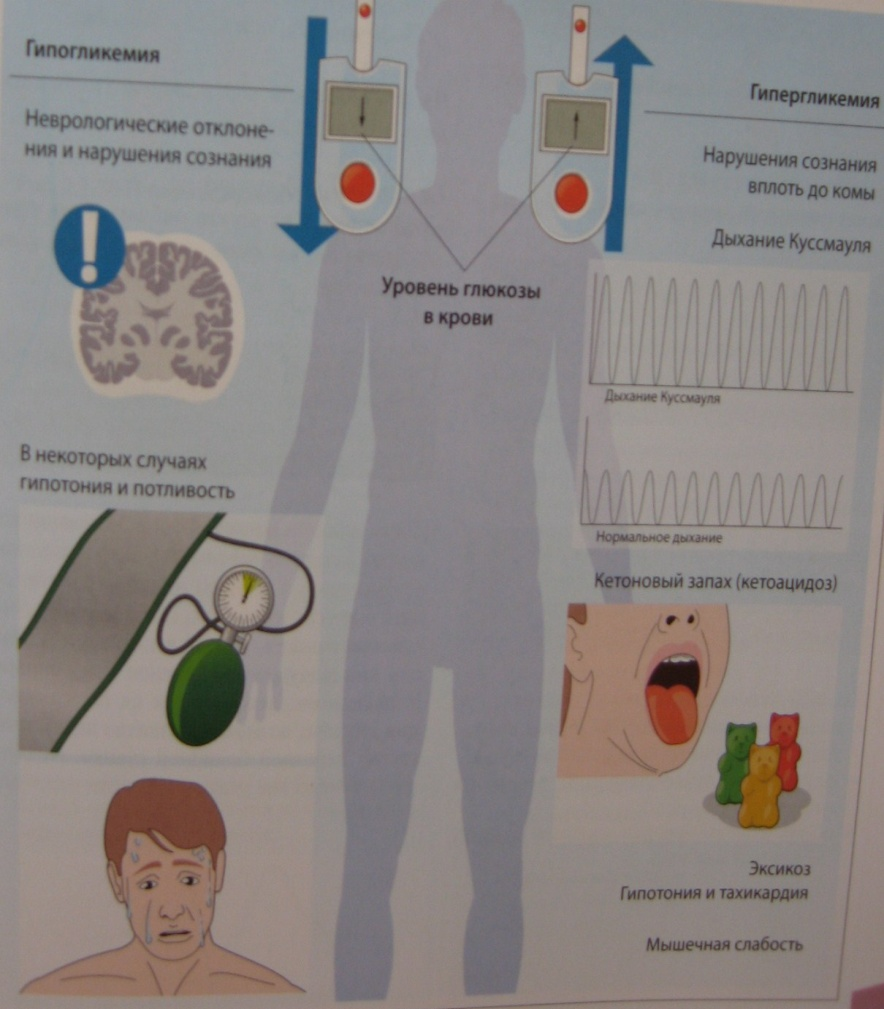 Гипогликемия
Неврологические отклоне-
ния и нарушения сознания
В некоторых случаях
гипотония и потливость
Уровень глюкозы
в крови
Гипергликемия
Нарушения сознания
вплоть до комы
Дыхание Куссмауля
Дыхание Куссмауля
Нормальное дыхание
Кетоновый запах (кетоацидоз)
Эксикоз
Гипотония и тахикардия
Мышечная слабость